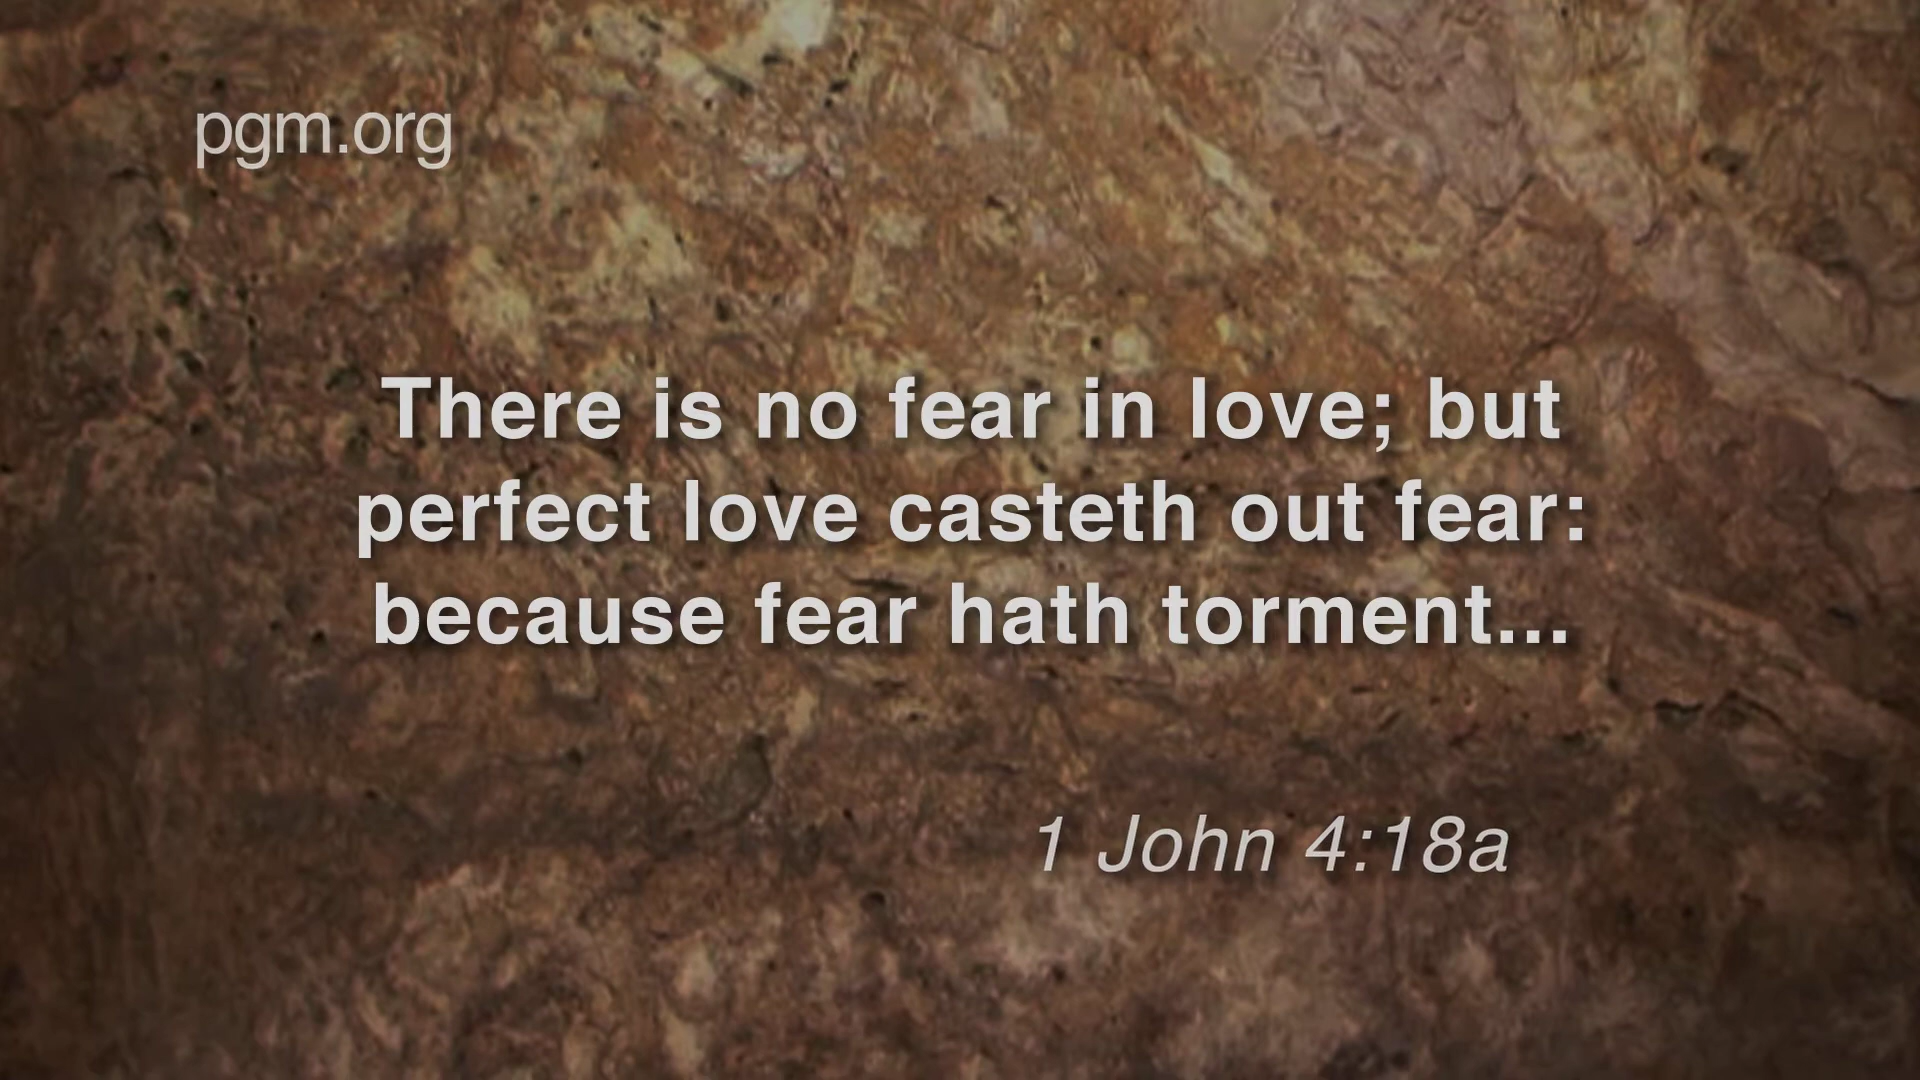 pgm.org
There is no fear in love; but
perfect love casteth out fear:
because fear hath torment...
1 John 4:18a